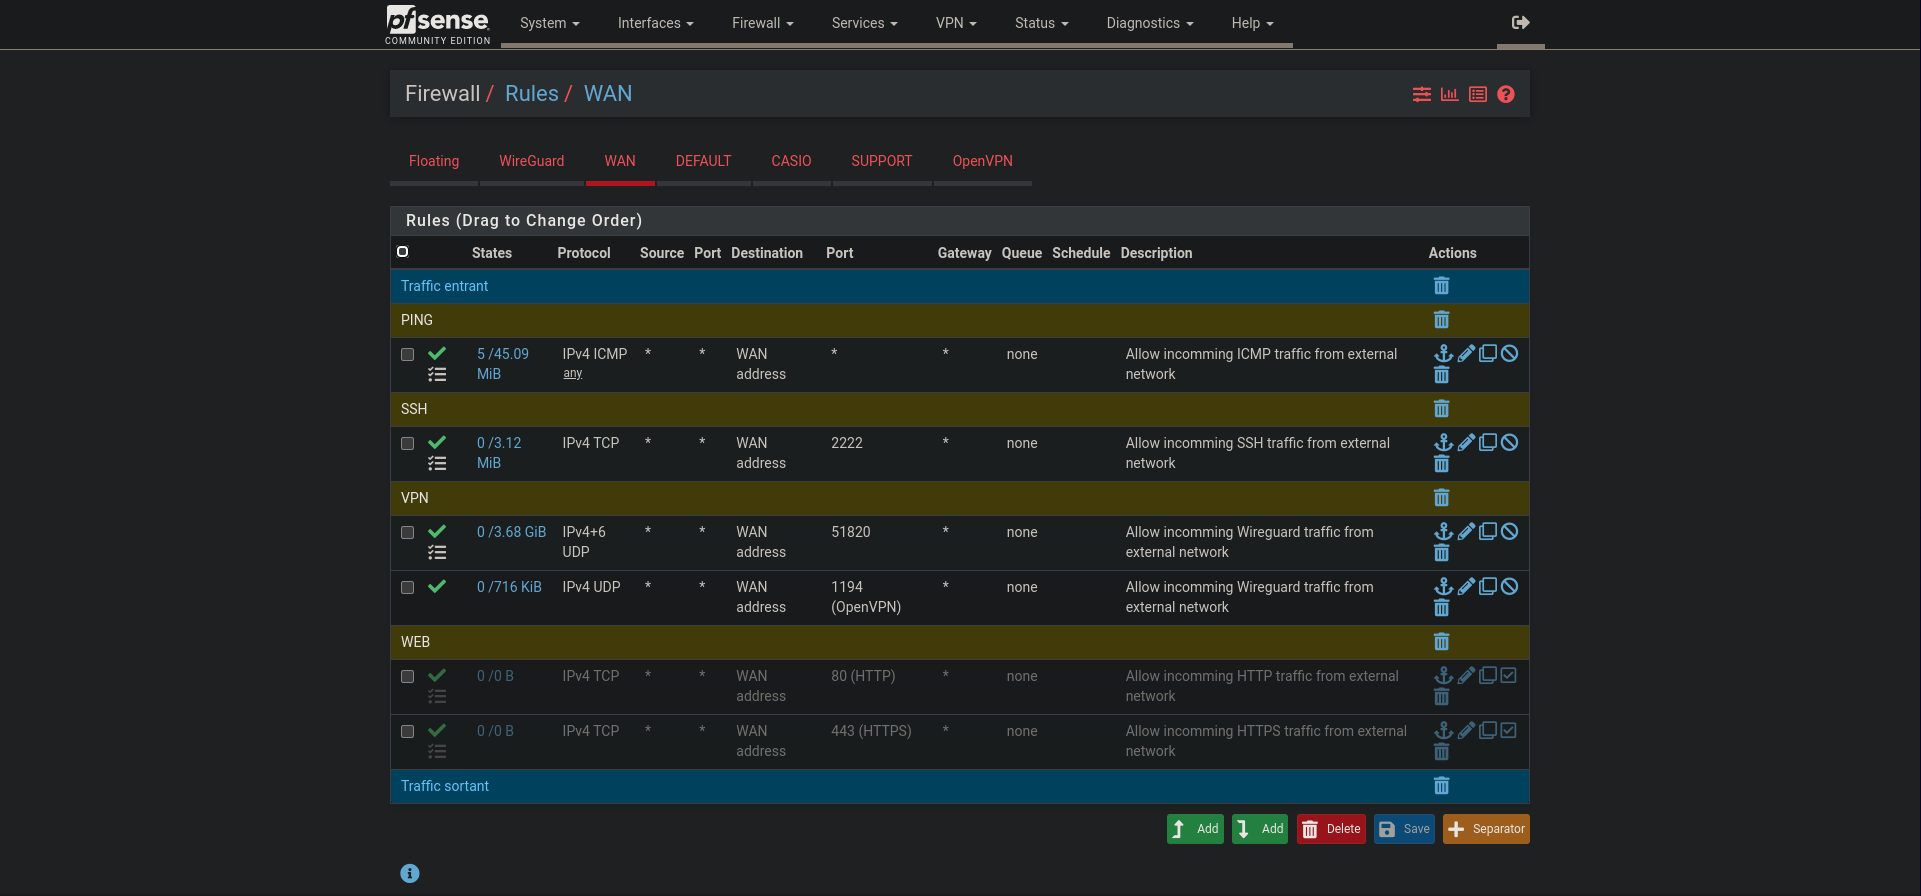 pfsense
COMMUNITY EDITION
System Interfaces Firewall Services VPN Status Diagnostics Help
Firewall / Rules / WAN
Floating WireGuard WAN DEFAULT CASIO SUPPORT OpenVPN
Rules (Drag to Change Order)
States Protocol Source Port Destination Port Gateway Queue Schedule Description Actions
Traffic entrant
PING
5 /45.09 IPv4 ICMP * * WAN * * none Allow incomming ICMP traffic from external
MiB any address network
SSH
0 /3.12 IPv4 TCP * * WAN 2222 * none Allow incomming SSH traffic from external
MiB address network
VPN
0 /3.68 GiB IPv4+6 * * WAN 51820 * none Allow incomming Wireguard traffic from
UDP address external network
0 /716 KiB IPv4 UDP * * WAN 1194 * none Allow incomming Wireguard traffic from
address (OpenVPN) external network
WEB
0 /0 B IPv4 TCP * * WAN 80 (HTTP) * none Allow incomming HTTP traffic from external
address network
0 /0 B IPv4 TCP * * WAN 443 (HTTPS) * none Allow incomming HTTPS traffic from external
address network
Traffic sortant
Add Add Delete Save Separator